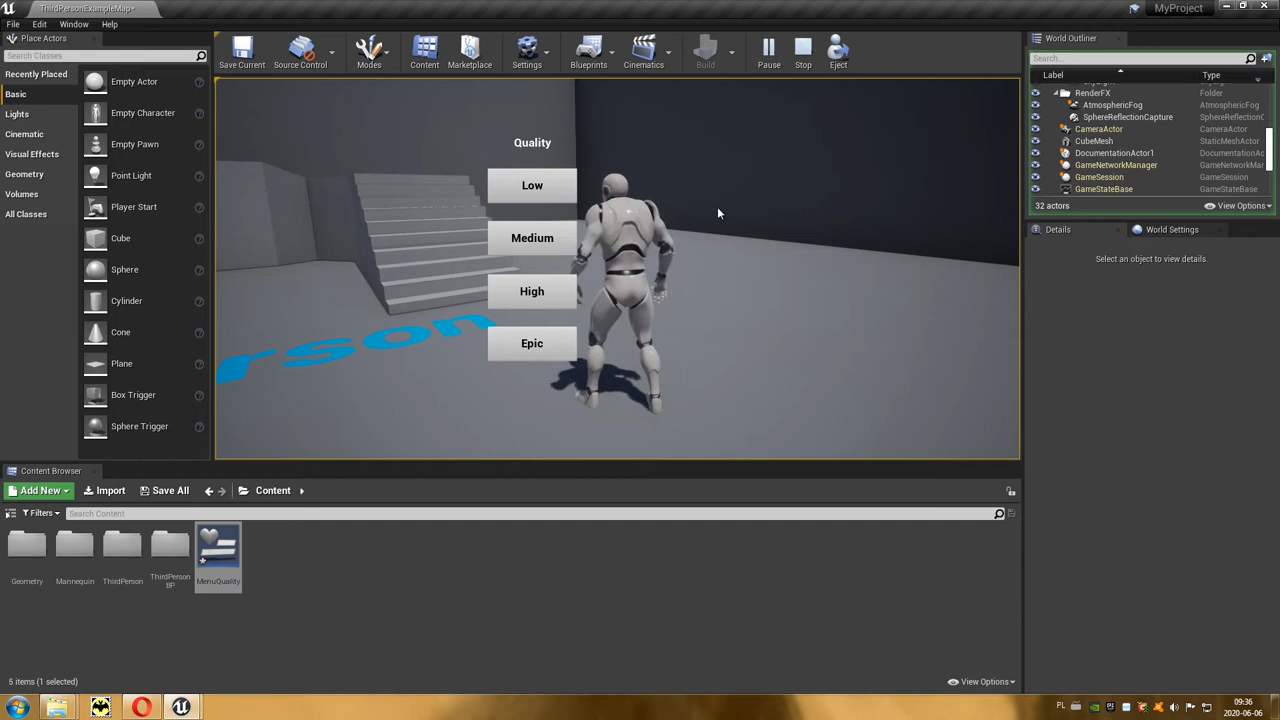 ThirdPersonExampleMap*
MyProject
File Edit Window Help
Place Actors
Search Classes
Recently Placed
Basic
Lights
Cinematic
Visual Effects
Geometry
Volumes
All Classes
Empty Actor
Empty Character
Empty Pawn
Point Light
Player Start
Cube
Sphere
Cylinder
Cone
Plane
Box Trigger
Sphere Trigger
Save Current
Source Control
Modes
Content
Marketplace
Settings
Blueprints
Cinematics
Build
Pause
Stop
Eject
Quality
Low
Medium
High
Epic
rson
World Outliner
Search...
Label Type
RenderFX Folder
AtmosphericFog AtmosphericFog
SphereReflectionCapture SphereReflectionC
CameraActor CameraActor
CubeMesh StaticMeshActor
DocumentationActor1 DocumentationAc
GameNetworkManager GameNetworkMar
GameSession GameSession
GameStateBase GameStateBase
32 actors View Options
Details World Settings
Select an object to view details.
Content Browser
Add New Import Save All Content
Filters Search Content
Geometry
Mannequin
ThirdPerson
ThirdPerson
BP
MenuQuality
5 items (1 selected) View Options
PL
09:36
2020-06-06